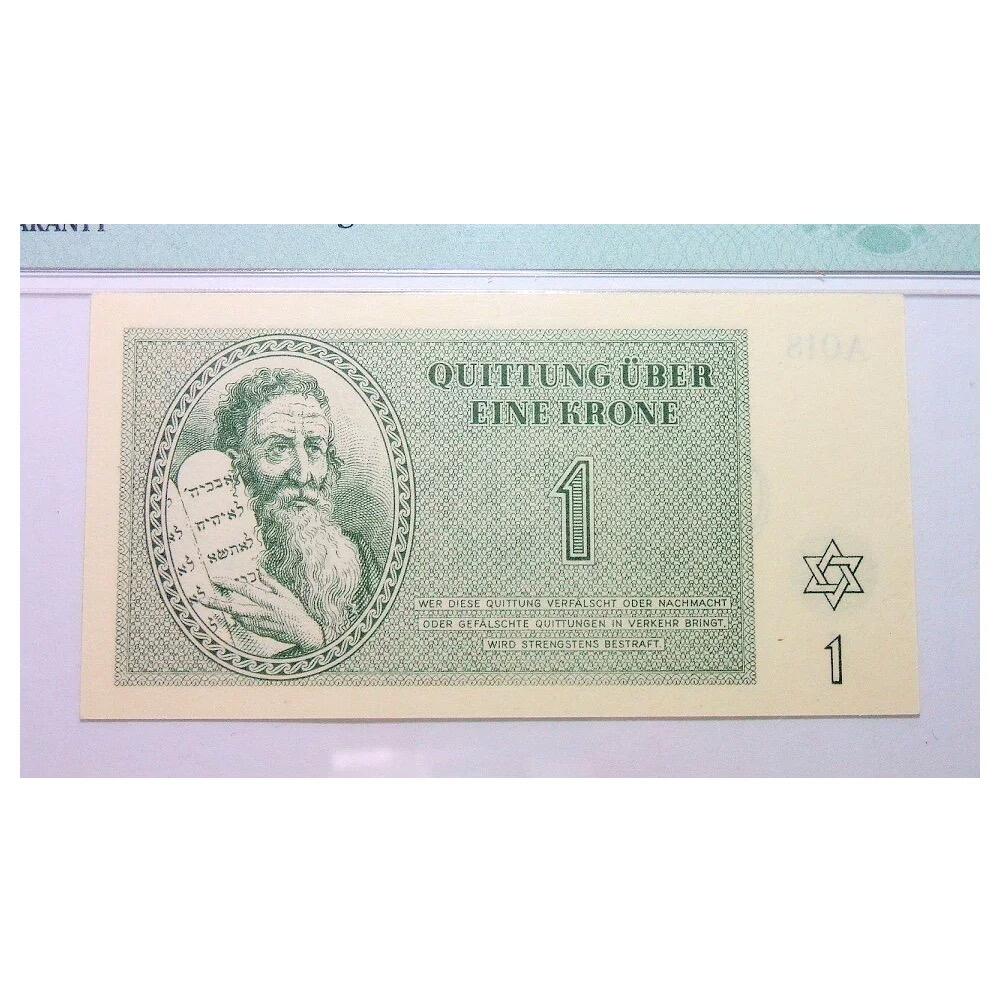 QUITTUNG ÜBER
EINE KRONE
1
WER DIESE QUITTUNG VERFÄLSCHT ODER NACHMACHT
ODER GEFÄLSCHTE QUITTUNGEN IN VERKEHR BRINGT,
WIRD STRENGSTENS BESTRAFT.
1
A018